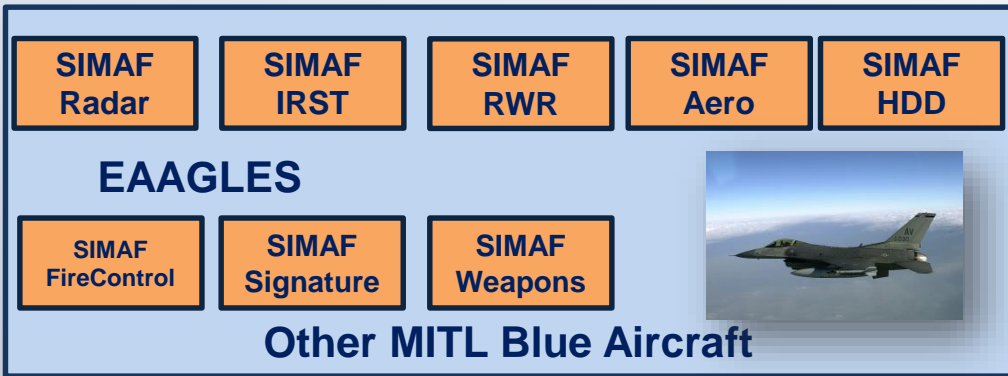 SIMAF
Radar
SIMAF
IRST
SIMAF
RWR
SIMAF
Aero
SIMAF
HDD
EAAGLES
SIMAF
FireControl
SIMAF
Signature
SIMAF
Weapons
AV
Other MITL Blue Aircraft